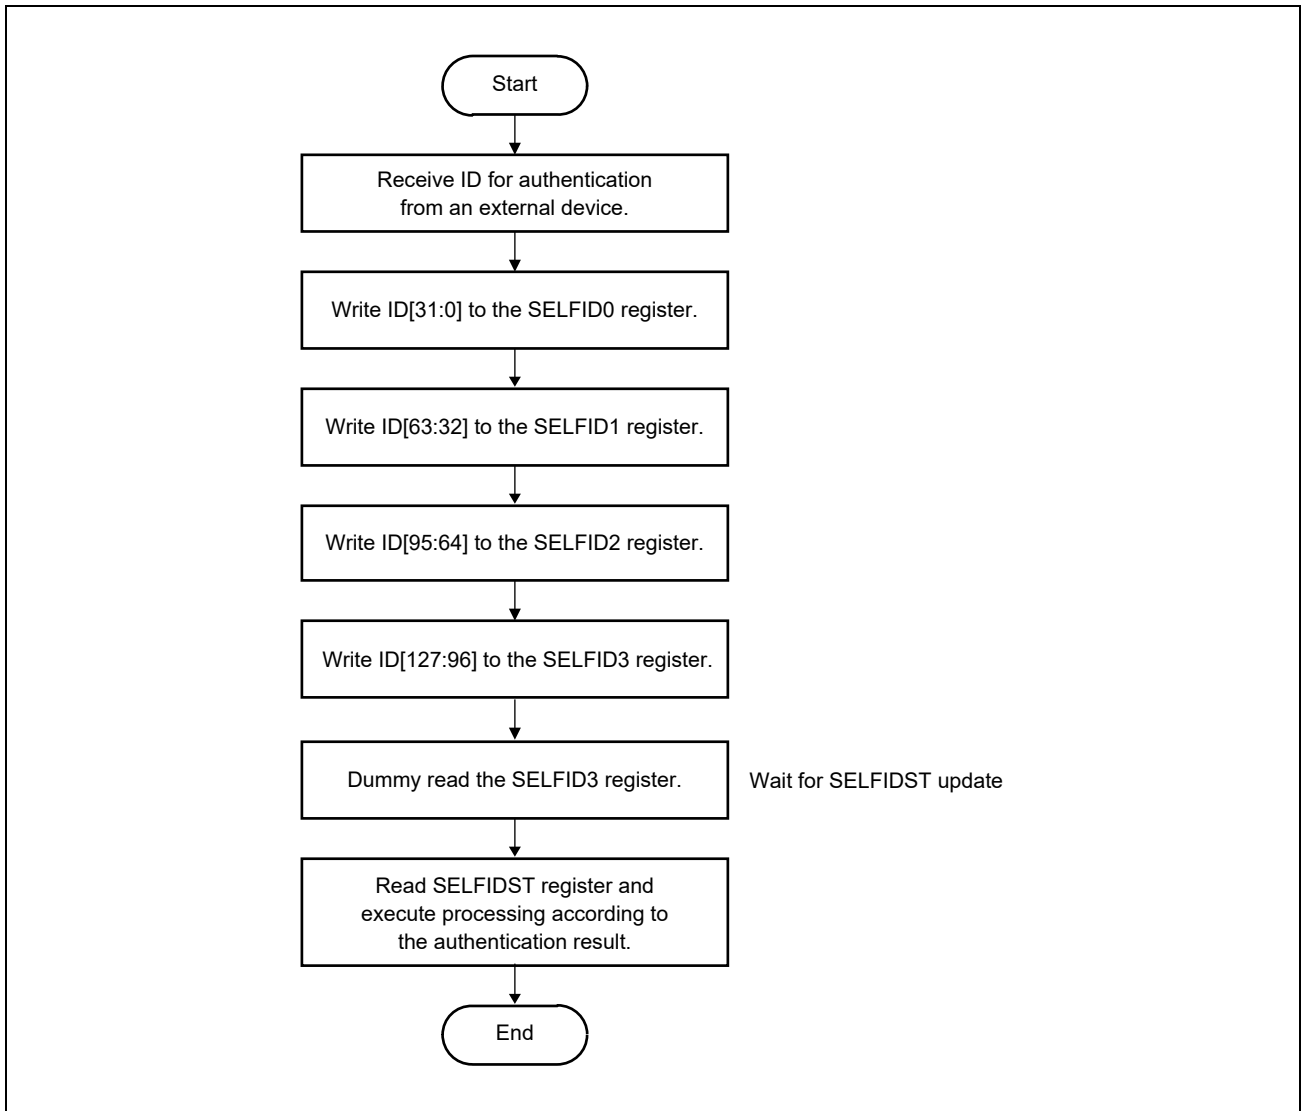 Start
Receive ID for authentication
from an external device.
Write ID[31:0] to the SELFID0 register.
Write ID[63:32] to the SELFID1 register.
Write ID[95:64] to the SELFID2 register.
Write ID[127:96] to the SELFID3 register.
Dummy read the SELFID3 register.
Wait for SELFIDST update
Read SELFIDST register and
execute processing according to
the authentication result.
End